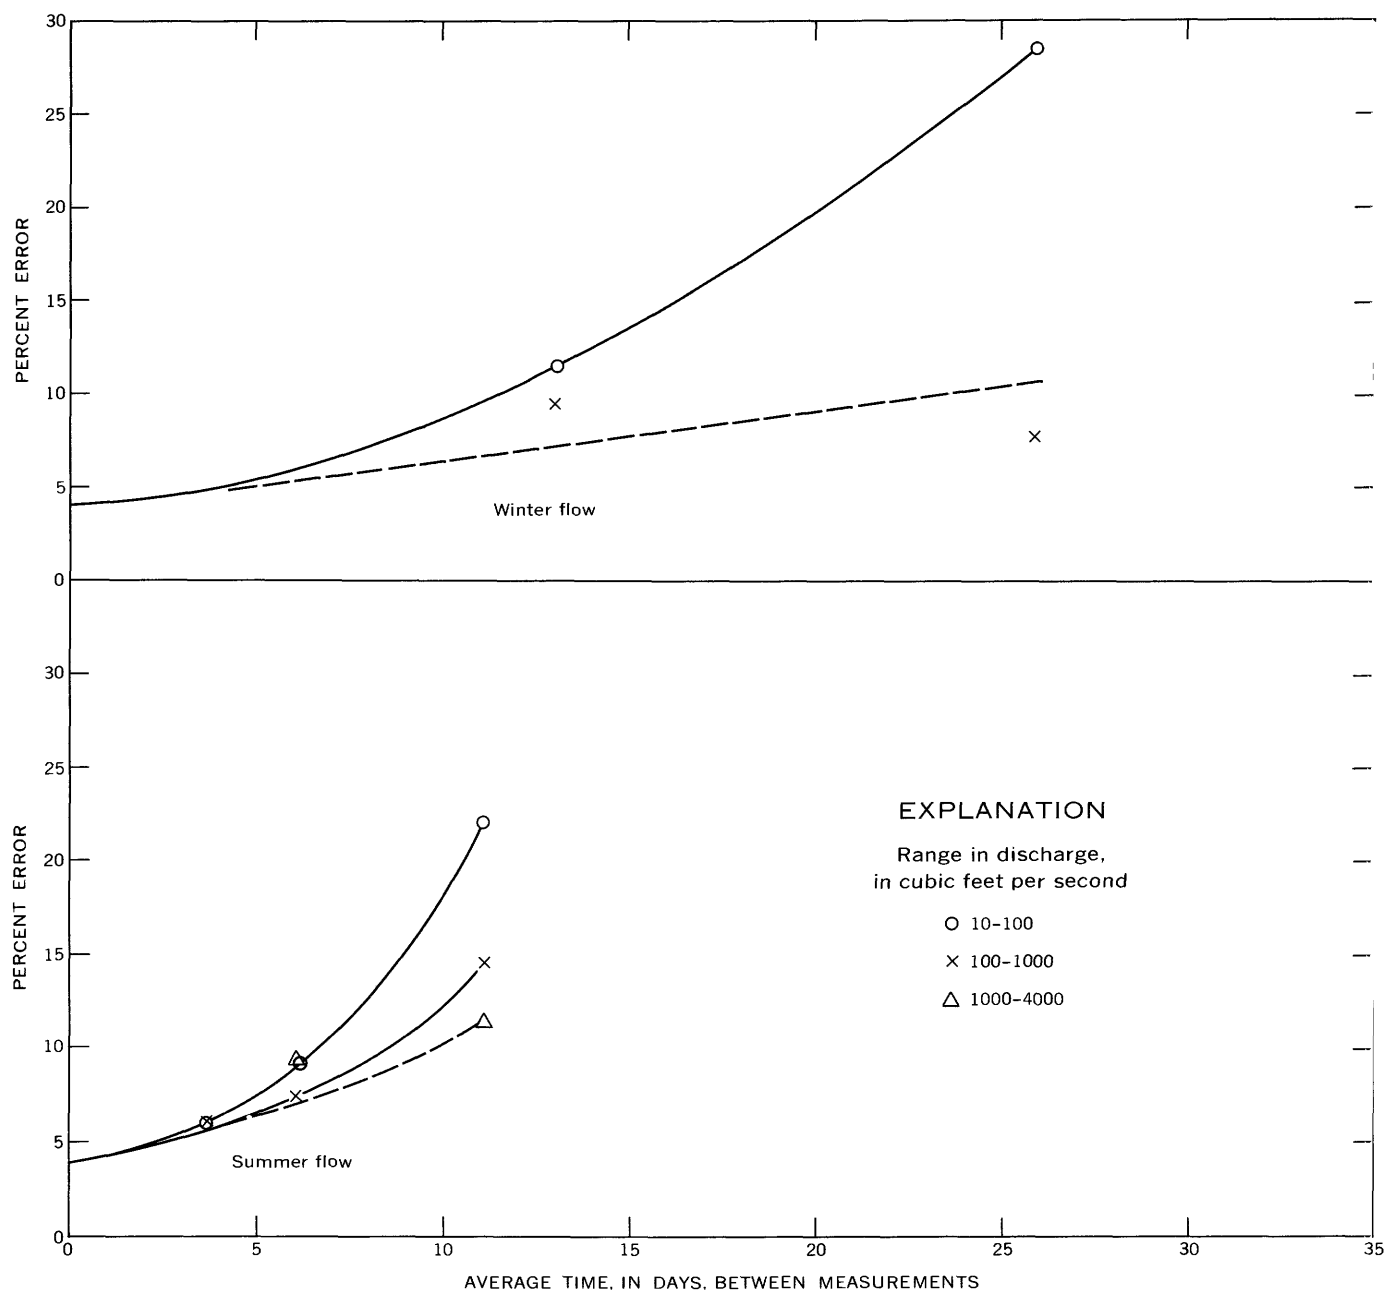 30
25
20
15
10
5
0
PERCENT ERROR
Winter flow
30
25
20
15
10
5
0
PERCENT ERROR
Summer flow
EXPLANATION
Range in discharge,
in cubic feet per second
10-100
100-1000
1000-4000
0 5 10 15 20 25 30 35
AVERAGE TIME, IN DAYS, BETWEEN MEASUREMENTS